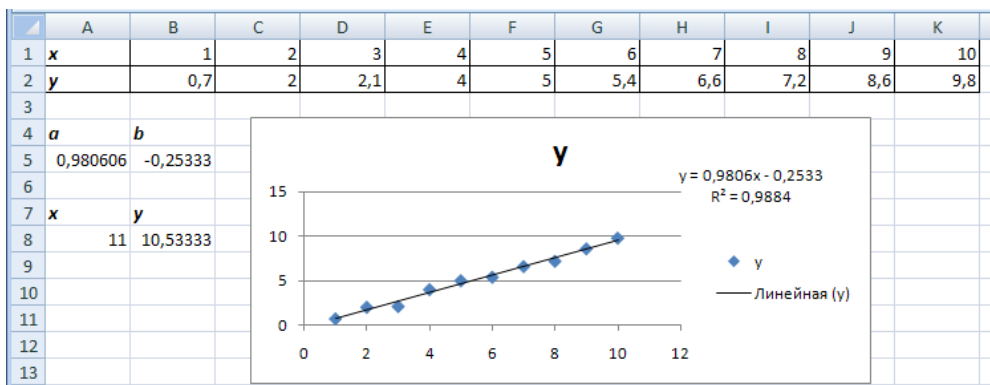 A B C D E F G H I J K
1 x 1 2 3 4 5 6 7 8 9 10
2 y 0,7 2 2,1 4 5 5,4 6,6 7,2 8,6 9,8
3
4 a b
5 0,980606 -0,25333
6
7 x y
8 11 10,53333
9
10
11
12
13
y
y = 0,9806x - 0,2533
R² = 0,9884
15
10
5
0
0 2 4 6 8 10 12
y
Линейная (y)